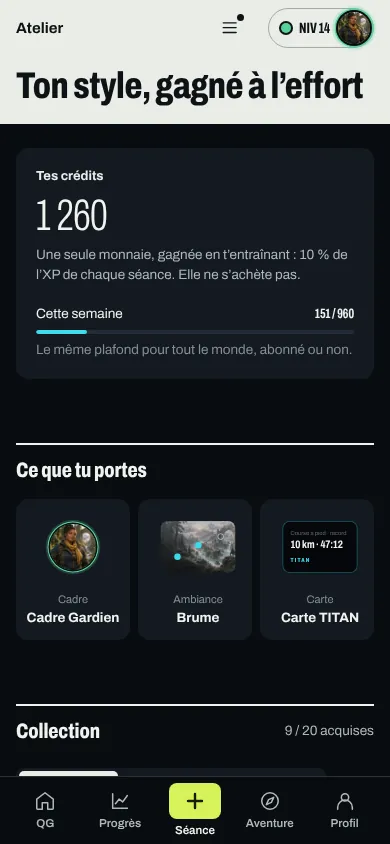 Atelier
NIV 14
Ton style, gagné à l’effort
Tes crédits
1 260
Une seule monnaie, gagnée en t’entraînant : 10 % de
l’XP de chaque séance. Elle ne s’achète pas.
Cette semaine
151 / 960
Le même plafond pour tout le monde, abonné ou non.
Ce que tu portes
Course à pied · record
10 km · 47:12
TITAN
Cadre
Ambiance
Carte
Cadre Gardien
Brume
Carte TITAN
Collection
9 / 20 acquises
QG
Progrès
Séance
Aventure
Profil